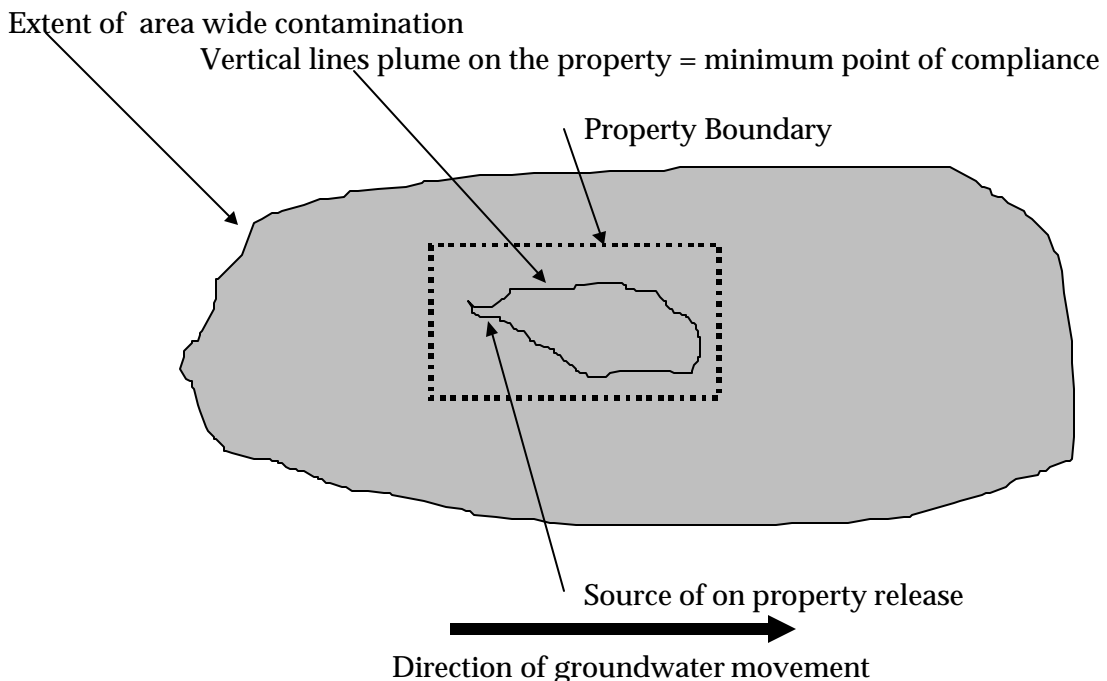 Extent of area wide contamination
Vertical lines plume on the property = minimum point of compliance
Property Boundary
Source of on property release
Direction of groundwater movement